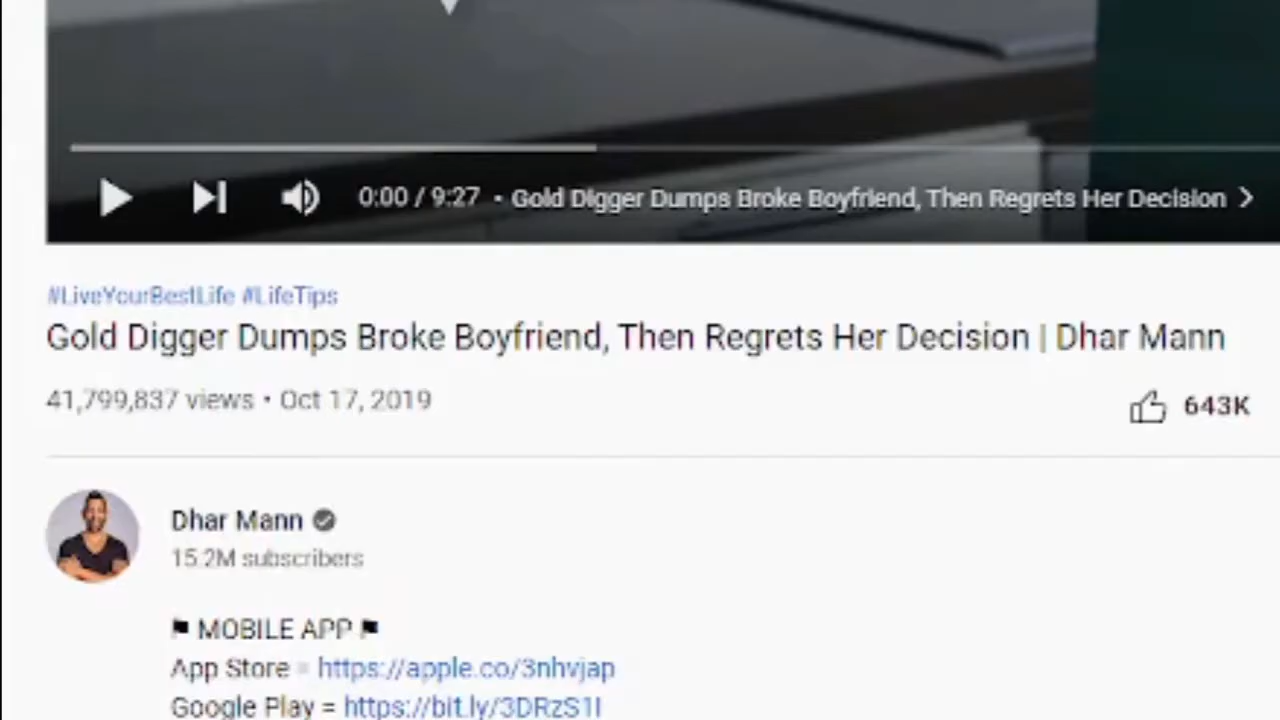 0:00 / 9:27 • Gold Digger Dumps Broke Boyfriend, Then Regrets Her Decision
#LiveYourBestLife #LifeTips
Gold Digger Dumps Broke Boyfriend, Then Regrets Her Decision | Dhar Mann
41,799,837 views • Oct 17, 2019
643K
Dhar Mann
15.2M subscribers
MOBILE APP
App Store = https://apple.co/3nhvjap
Google Play = https://bit.ly/3DRzS1I